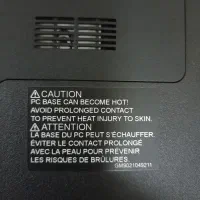 ⚠CAUTION
PC BASE CAN BECOME HOT!
AVOID PROLONGED CONTACT
TO PREVENT HEAT INJURY TO SKIN.
⚠ATTENTION
LA BASE DU PC PEUT S'ÉCHAUFFER.
ÉVITER LE CONTACT PROLONGÉ
AVEC LA PEAU POUR PRÉVENIR
LES RISQUES DE BRÛLURES.
GM9021049211